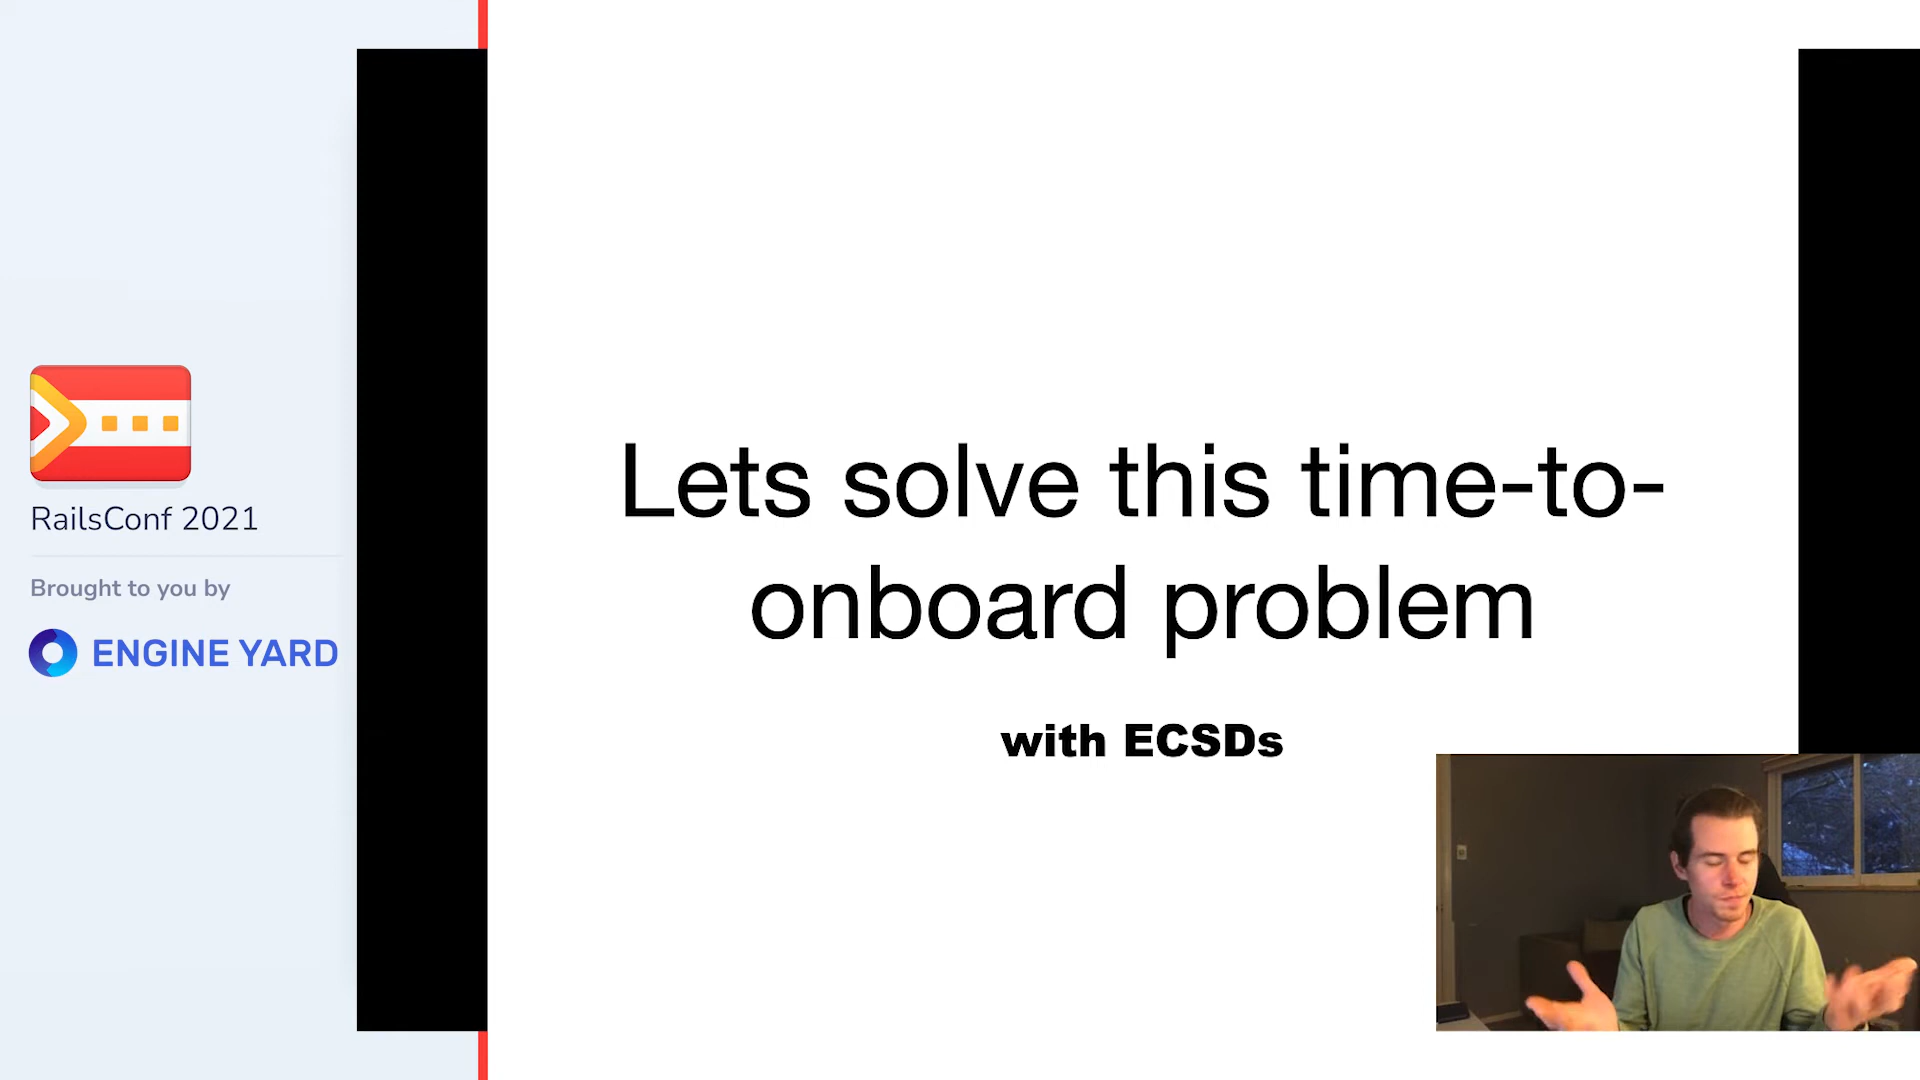 RailsConf 2021
Brought to you by
ENGINE YARD
Lets solve this time-to-
onboard problem
with ECSDs